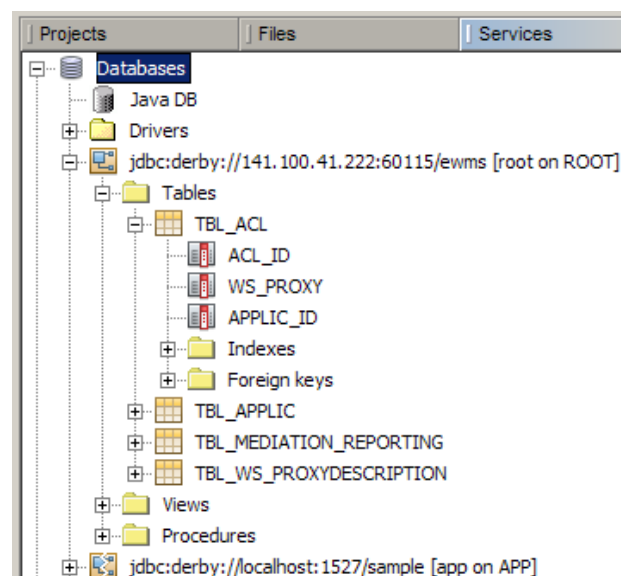 Projects Files Services
Databases
Java DB
Drivers
jdbc:derby://141.100.41.222:60115/ewms [root on ROOT]
Tables
TBL_ACL
ACL_ID
WS_PROXY
APPLIC_ID
Indexes
Foreign keys
TBL_APPLIC
TBL_MEDIATION_REPORTING
TBL_WS_PROXYDESCRIPTION
Views
Procedures
jdbc:derby://localhost:1527/sample [app on APP]